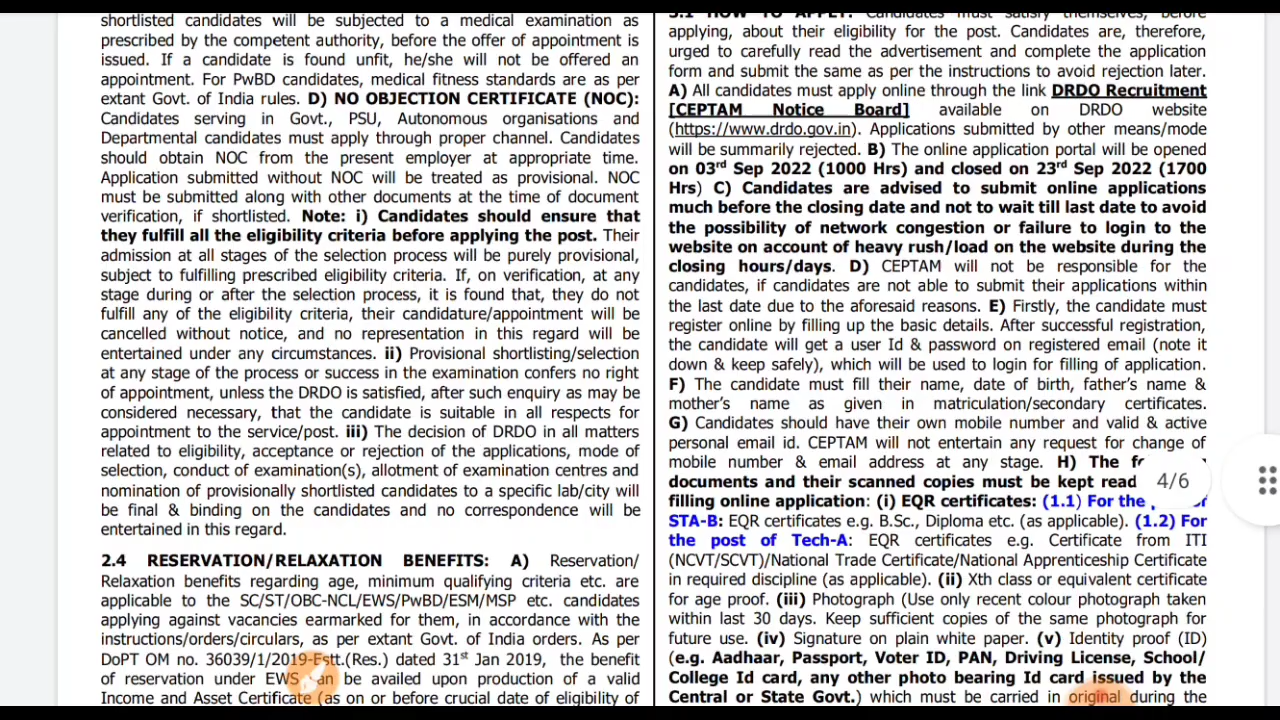 shortlisted candidates will be subjected to a medical examination as
prescribed by the competent authority, before the offer of appointment is
issued. If a candidate is found unfit, he/she will not be offered an
appointment. For PwBD candidates, medical fitness standards are as per
extant Govt. of India rules. D) NO OBJECTION CERTIFICATE (NOC):
Candidates serving in Govt., PSU, Autonomous organisations and
Departmental candidates must apply through proper channel. Candidates
should obtain NOC from the present employer at appropriate time.
Application submitted without NOC will be treated as provisional. NOC
must be submitted along with other documents at the time of document
verification, if shortlisted. Note: i) Candidates should ensure that
they fulfill all the eligibility criteria before applying the post. Their
admission at all stages of the selection process will be purely provisional,
subject to fulfilling prescribed eligibility criteria. If, on verification, at any
stage during or after the selection process, it is found that, they do not
fulfill any of the eligibility criteria, their candidature/appointment will be
cancelled without notice, and no representation in this regard will be
entertained under any circumstances. ii) Provisional shortlisting/selection
at any stage of the process or success in the examination confers no right
of appointment, unless the DRDO is satisfied, after such enquiry as may be
considered necessary, that the candidate is suitable in all respects for
appointment to the service/post. iii) The decision of DRDO in all matters
related to eligibility, acceptance or rejection of the applications, mode of
selection, conduct of examination(s), allotment of examination centres and
nomination of provisionally shortlisted candidates to a specific lab/city will
be final & binding on the candidates and no correspondence will be
entertained in this regard.
2.4 RESERVATION/RELAXATION BENEFITS: A) Reservation/
Relaxation benefits regarding age, minimum qualifying criteria etc. are
applicable to the SC/ST/OBC-NCL/EWS/PwBD/ESM/MSP etc. candidates
applying against vacancies earmarked for them, in accordance with the
instructions/orders/circulars, as per extant Govt. of India orders. As per
DoPT OM no. 36039/1/2019-Estt.(Res.) dated 31st Jan 2019, the benefit
of reservation under EWS can be availed upon production of a valid
Income and Asset Certificate (as on or before crucial date of eligibility of
3.1 HOW TO APPLY: Candidates must satisfy themselves, before
applying, about their eligibility for the post. Candidates are, therefore,
urged to carefully read the advertisement and complete the application
form and submit the same as per the instructions to avoid rejection later.
A) All candidates must apply online through the link DRDO Recruitment
[CEPTAM Notice Board] available on DRDO website
(https://www.drdo.gov.in). Applications submitted by other means/mode
will be summarily rejected. B) The online application portal will be opened
on 03rd Sep 2022 (1000 Hrs) and closed on 23rd Sep 2022 (1700
Hrs) C) Candidates are advised to submit online applications
much before the closing date and not to wait till last date to avoid
the possibility of network congestion or failure to login to the
website on account of heavy rush/load on the website during the
closing hours/days. D) CEPTAM will not be responsible for the
candidates, if candidates are not able to submit their applications within
the last date due to the aforesaid reasons. E) Firstly, the candidate must
register online by filling up the basic details. After successful registration,
the candidate will get a user Id & password on registered email (note it
down & keep safely), which will be used to login for filling of application.
F) The candidate must fill their name, date of birth, father's name &
mother's name as given in matriculation/secondary certificates.
G) Candidates should have their own mobile number and valid & active
personal email id. CEPTAM will not entertain any request for change of
mobile number & email address at any stage. H) The
documents and their scanned copies must be kept
filling online application: (i) EQR certificates: (1.1) For the
STA-B: EQR certificates e.g. B.Sc., Diploma etc. (as applicable). (1.2) For
the post of Tech-A: EQR certificates e.g. Certificate from ITI
(NCVT/SCVT)/National Trade Certificate/National Apprenticeship Certificate
in required discipline (as applicable). (ii) Xth class or equivalent certificate
for age proof. (iii) Photograph (Use only recent colour photograph taken
within last 30 days. Keep sufficient copies of the same photograph for
future use. (iv) Signature on plain white paper. (v) Identity proof (ID)
(e.g. Aadhaar, Passport, Voter ID, PAN, Driving License, School/
College Id card, any other photo bearing Id card issued by the
Central or State Govt.) which must be carried in original during the
4/6